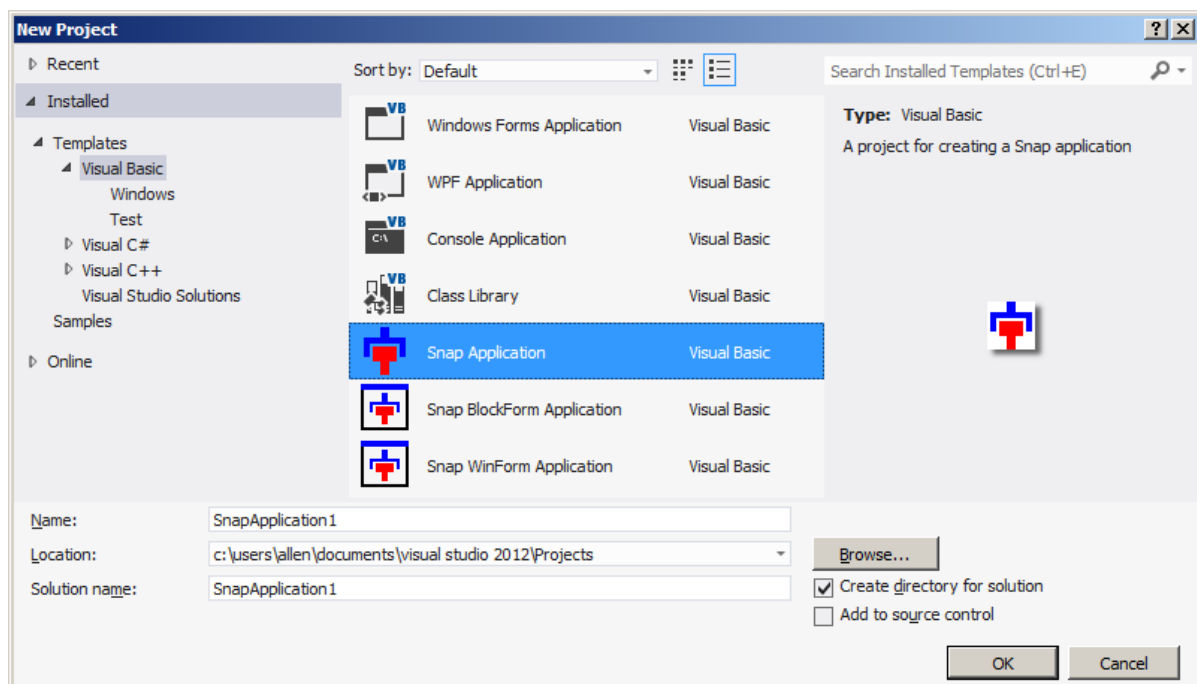 New Project
? X
Recent
Installed
Templates
Visual Basic
Windows
Test
Visual C#
Visual C++
Visual Studio Solutions
Samples
Online
Sort by: Default
VB Windows Forms Application Visual Basic
VB WPF Application Visual Basic
VB C:\ Console Application Visual Basic
VB Class Library Visual Basic
Snap Application Visual Basic
Snap BlockForm Application Visual Basic
Snap WinForm Application Visual Basic
Search Installed Templates (Ctrl+E)
Type: Visual Basic
A project for creating a Snap application
Name: SnapApplication1
Location: c:\users\allen\documents\visual studio 2012\Projects
Browse...
Solution name: SnapApplication1
Create directory for solution
Add to source control
OK Cancel